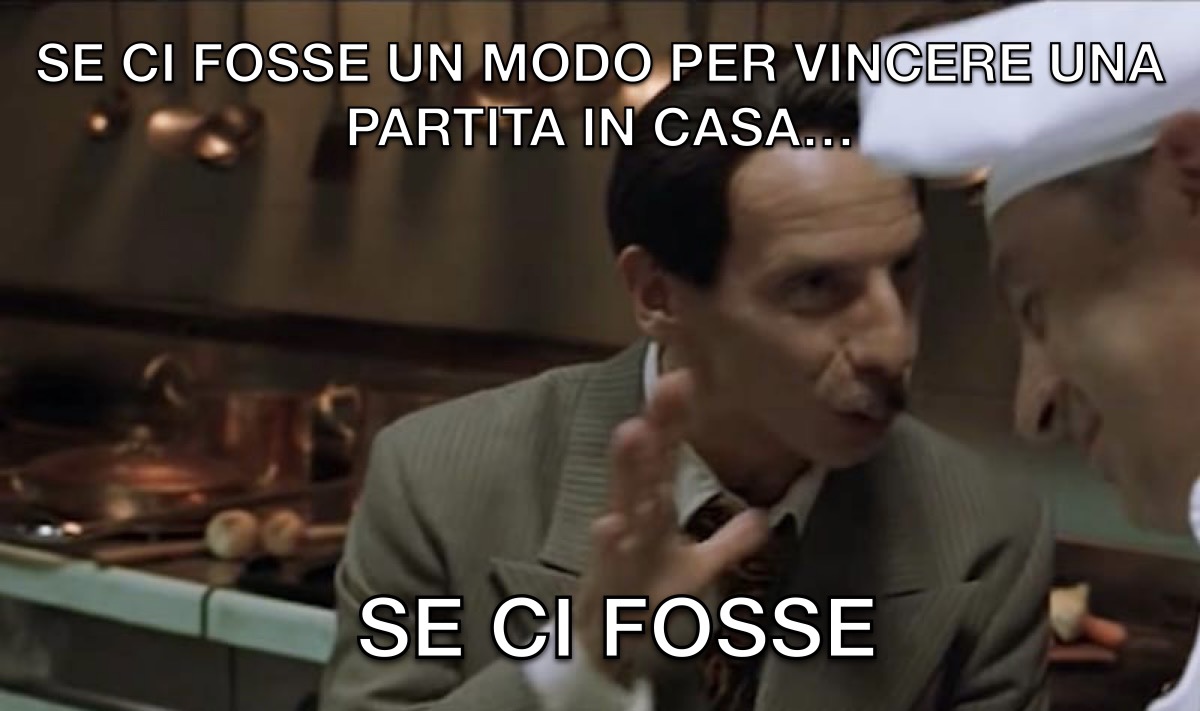 SE CI FOSSE UN MODO PER VINCERE UNA
PARTITA IN CASA...
SE CI FOSSE